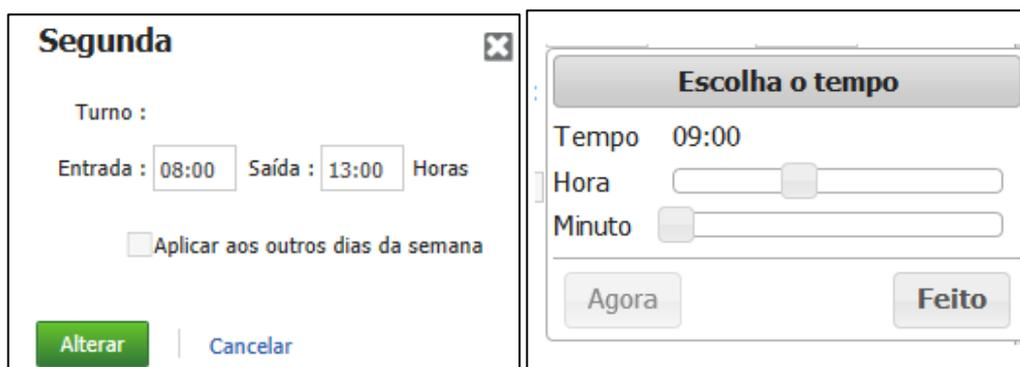 Segunda
Turno :
Entrada : 08:00 Saída : 13:00 Horas
Aplicar aos outros dias da semana
Alterar Cancelar
Escolha o tempo
Tempo 09:00
Hora
Minuto
Agora Feito